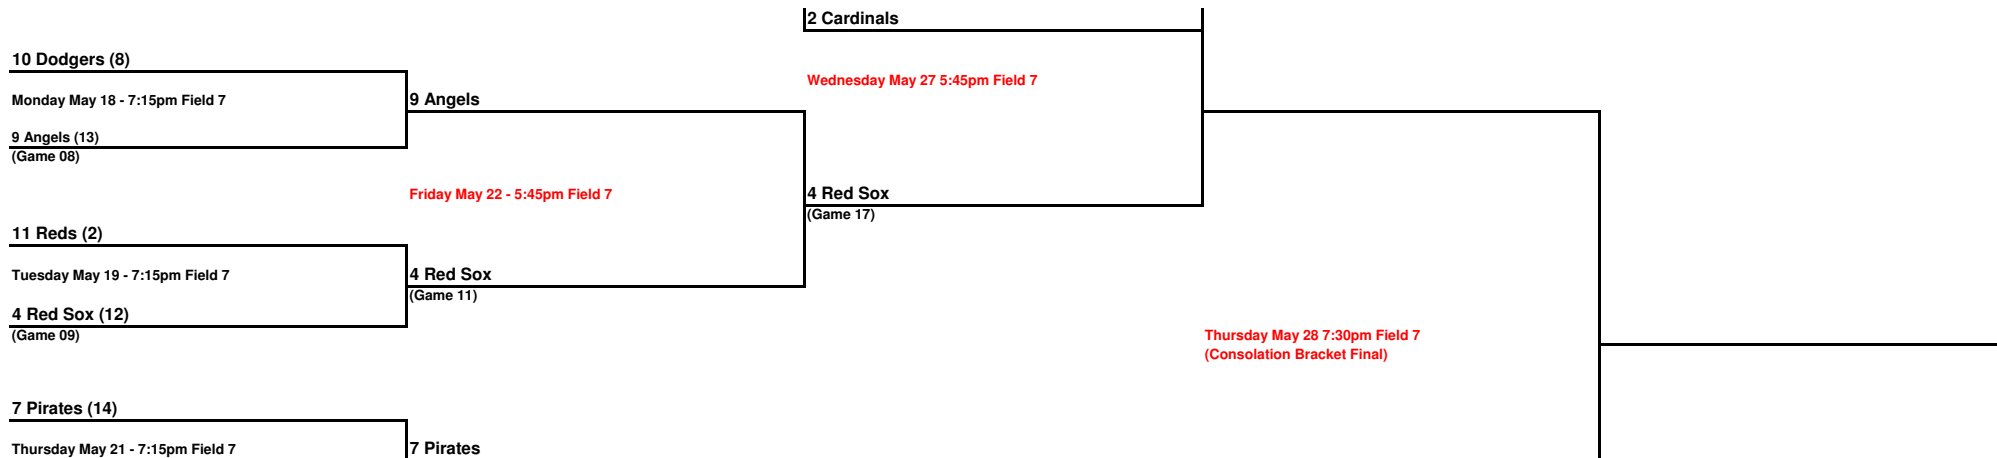 2 Cardinals
10 Dodgers (8)
Wednesday May 27 5:45pm Field 7
Monday May 18 - 7:15pm Field 7
9 Angels
9 Angels (13)
(Game 08)
Friday May 22 - 5:45pm Field 7
4 Red Sox
(Game 17)
11 Reds (2)
Tuesday May 19 - 7:15pm Field 7
4 Red Sox
(Game 11)
4 Red Sox (12)
(Game 09)
Thursday May 28 7:30pm Field 7
(Consolation Bracket Final)
7 Pirates (14)
Thursday May 21 - 7:15pm Field 7
7 Pirates